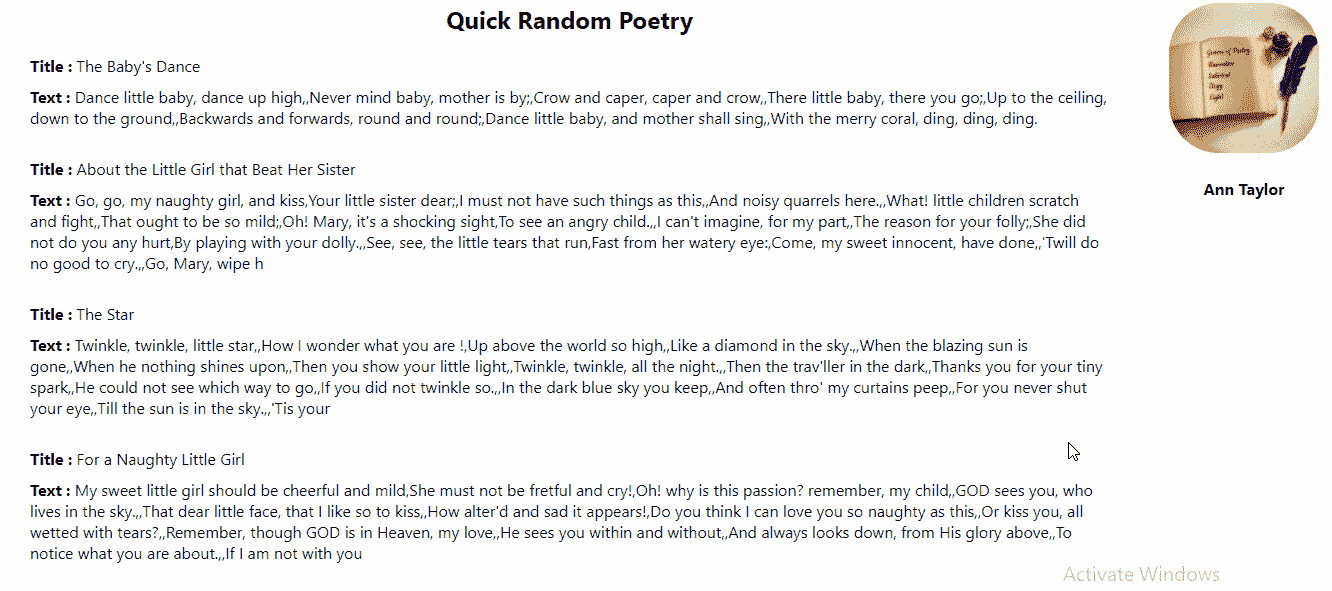 Quick Random Poetry
Title : The Baby's Dance
Text : Dance little baby, dance up high,,Never mind baby, mother is by;,Crow and caper, caper and crow,,There little baby, there you go;,Up to the ceiling,
down to the ground,,Backwards and forwards, round and round;,Dance little baby, and mother shall sing,,With the merry coral, ding, ding, ding.
Title : About the Little Girl that Beat Her Sister
Text : Go, go, my naughty girl, and kiss,Your little sister dear;,I must not have such things as this,,And noisy quarrels here.,,What! little children scratch
and fight,,That ought to be so mild;,Oh! Mary, it's a shocking sight,To see an angry child.,,I can't imagine, for my part,,The reason for your folly;,She did
not do you any hurt,By playing with your dolly.,,See, see, the little tears that run,Fast from her watery eye:,Come, my sweet innocent, have done,,'Twill do
no good to cry.,,Go, Mary, wipe h
Title : The Star
Text : Twinkle, twinkle, little star,,How I wonder what you are !,Up above the world so high,,Like a diamond in the sky.,,When the blazing sun is
gone,,When he nothing shines upon,,Then you show your little light,,Twinkle, twinkle, all the night.,,Then the trav'ller in the dark,,Thanks you for your tiny
spark,,He could not see which way to go,,If you did not twinkle so.,,In the dark blue sky you keep,,And often thro' my curtains peep,,For you never shut
your eye,,Till the sun is in the sky.,,'Tis your
Title : For a Naughty Little Girl
Text : My sweet little girl should be cheerful and mild,She must not be fretful and cry!,Oh! why is this passion? remember, my child,,GOD sees you, who
lives in the sky.,,That dear little face, that I like so to kiss,,How alter'd and sad it appears!,Do you think I can love you so naughty as this,,Or kiss you, all
wetted with tears?,,Remember, though GOD is in Heaven, my love,,He sees you within and without,,And always looks down, from His glory above,,To
notice what you are about.,,If I am not with you
Ann Taylor
Activate Windows